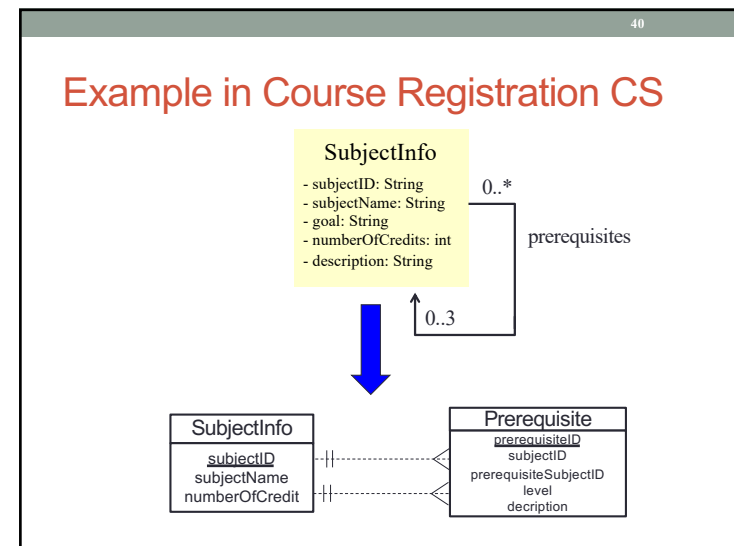 40
Example in Course Registration CS
SubjectInfo
- subjectID: String
- subjectName: String
- goal: String
- numberOfCredits: int
- description: String
0..*
prerequisites
0..3
SubjectInfo
subjectID
subjectName
numberOfCredit
Prerequisite
prerequisiteID
subjectID
prerequisiteSubjectID
level
decription